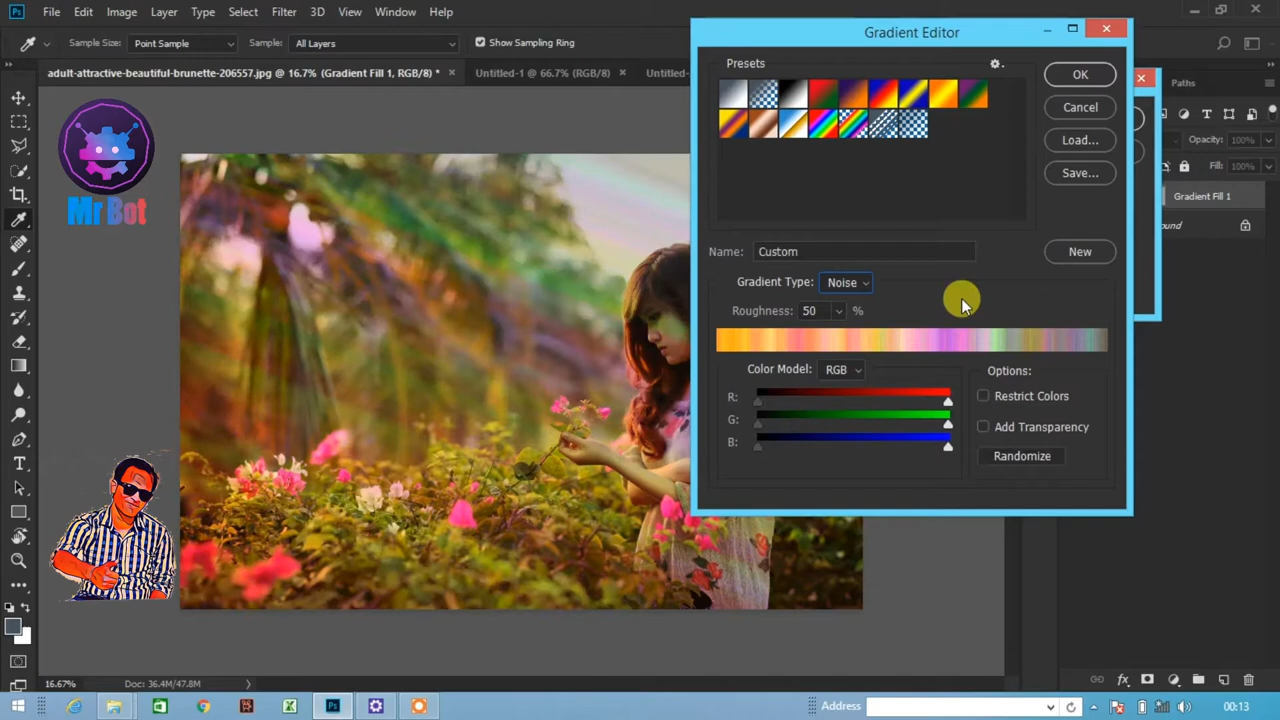 Ps File Edit Image Layer Type Select Filter 3D View Window Help
Sample Size: Point Sample Sample: All Layers Show Sampling Ring
adult-attractive-beautiful-brunette-206557.jpg @ 16.7% (Gradient Fill 1, RGB/8) * × Untitled-1 @ 66.7% (RGB/8) × Untitled-
Gradient Editor
Presets
OK
Cancel
Load...
Save...
Name: Custom
New
Gradient Type: Noise
Roughness: 50 %
Color Model: RGB
R:
G:
B:
Options:
Restrict Colors
Add Transparency
Randomize
Paths
Opacity: 100%
Fill: 100%
Gradient Fill 1
ound
Mr Bot
16.67% Doc: 36.4M/47.8M
Address
00:13